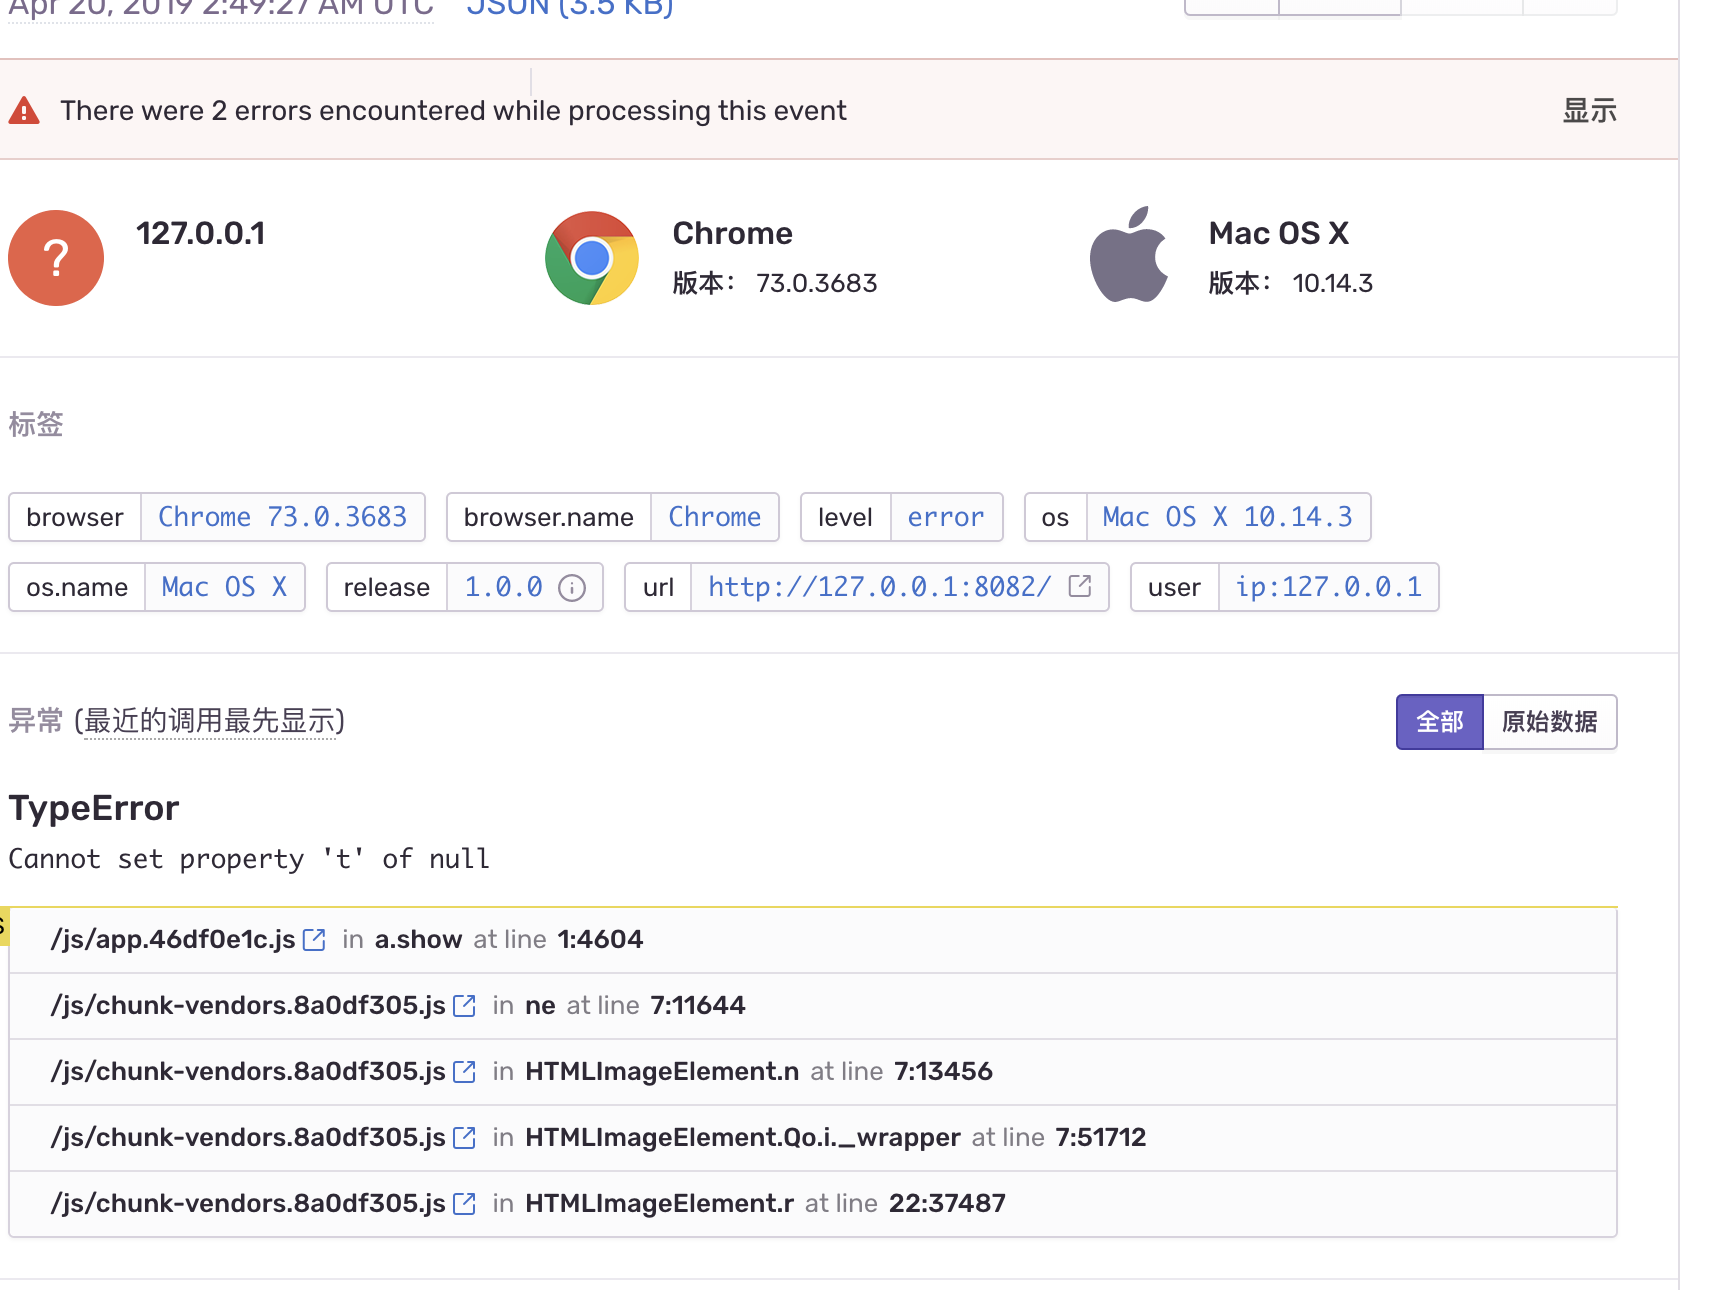 Apr 20, 2019 2:49:27 AM UTC JSON (3.5 KB)
There were 2 errors encountered while processing this event 显示
?
127.0.0.1
Chrome
版本: 73.0.3683
Mac OS X
版本: 10.14.3
标签
browser Chrome 73.0.3683 browser.name Chrome level error os Mac OS X 10.14.3
os.name Mac OS X release 1.0.0 url http://127.0.0.1:8082/ user ip:127.0.0.1
异常 (最近的调用最先显示) 全部 原始数据
TypeError
Cannot set property 't' of null
/js/app.46df0e1c.js in a.show at line 1:4604
/js/chunk-vendors.8a0df305.js in ne at line 7:11644
/js/chunk-vendors.8a0df305.js in HTMLImageElement.n at line 7:13456
/js/chunk-vendors.8a0df305.js in HTMLImageElement.Qo.i._wrapper at line 7:51712
/js/chunk-vendors.8a0df305.js in HTMLImageElement.r at line 22:37487